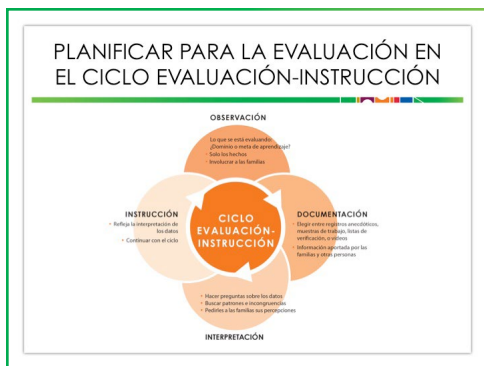 PLANIFICAR PARA LA EVALUACIÓN EN
EL CICLO EVALUACIÓN-INSTRUCCIÓN
OBSERVACIÓN
Lo que se está evaluando:
¿Dominio o meta de aprendizaje?
• Solo los hechos
• Involucrar a las familias
INSTRUCCIÓN
• Refleja la interpretación de
los datos
• Continuar con el ciclo
CICLO
EVALUACIÓN-
INSTRUCCIÓN
DOCUMENTACIÓN
• Elegir entre registros anecdóticos,
muestras de trabajo, listas de
verificación, o videos
• Información aportada por las
familias y otras personas
• Hacer preguntas sobre los datos
• Buscar patrones e incongruencias
• Pedirles a las familias sus percepciones
INTERPRETACIÓN